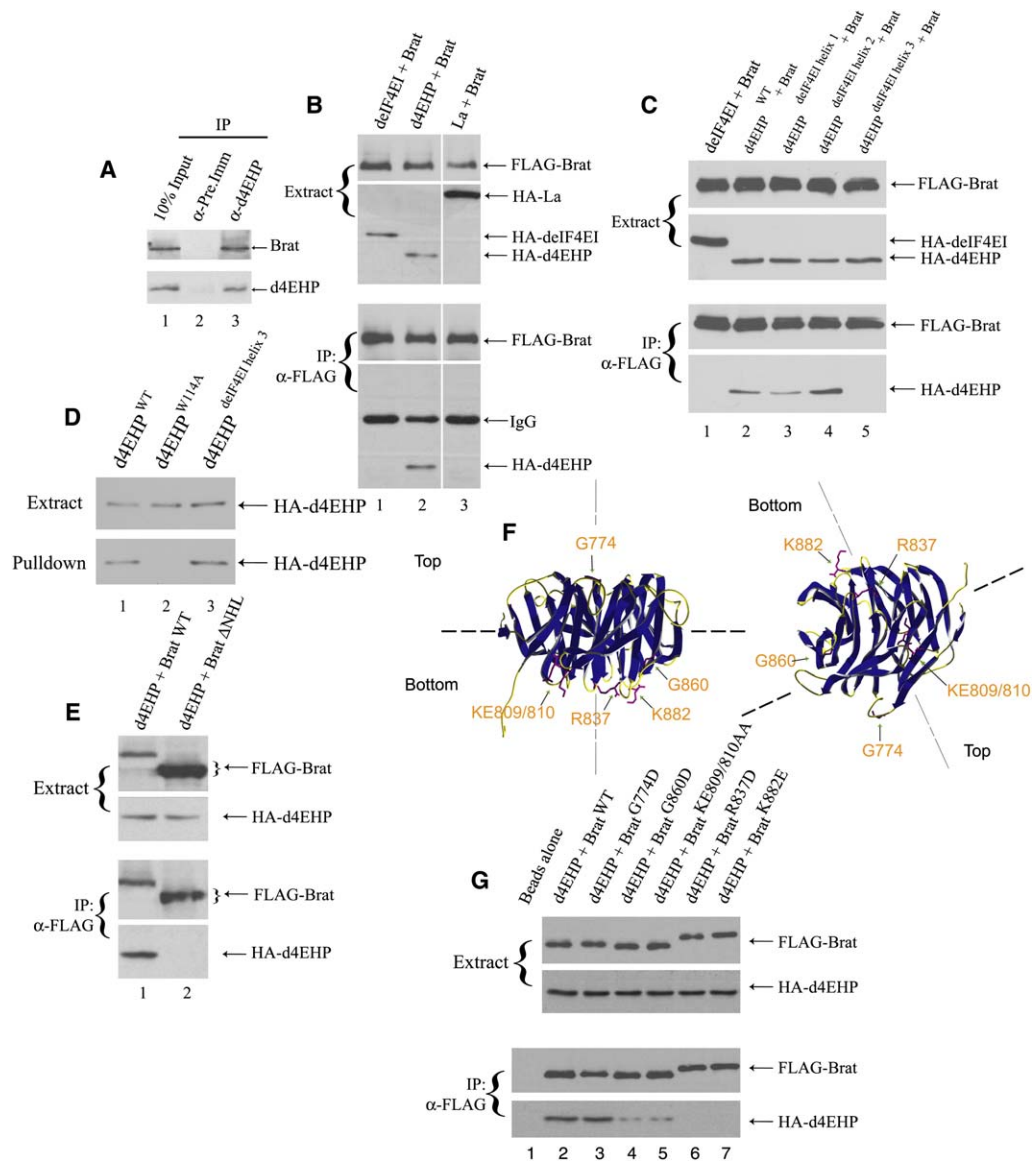 A
IP
10% Input
α-Pre.Imm
α-d4EHP
Brat
d4EHP
1 2 3
B
deIF4EI + Brat
d4EHP + Brat
La + Brat
Extract
FLAG-Brat
HA-La
HA-deIF4EI
HA-d4EHP
IP:
α-FLAG
FLAG-Brat
IgG
HA-d4EHP
1 2 3
C
deIF4EI + Brat
d4EHP WT + Brat
d4EHP deIF4EI helix 1 + Brat
d4EHP deIF4EI helix 2 + Brat
d4EHP deIF4EI helix 3 + Brat
Extract
FLAG-Brat
HA-deIF4EI
HA-d4EHP
IP:
α-FLAG
FLAG-Brat
HA-d4EHP
1 2 3 4 5
D
d4EHP WT
d4EHP W114A
d4EHP deIF4EI helix 3
Extract
HA-d4EHP
Pulldown
HA-d4EHP
1 2 3
E
d4EHP + Brat WT
d4EHP + Brat ΔNHL
Extract
FLAG-Brat
HA-d4EHP
IP:
α-FLAG
FLAG-Brat
HA-d4EHP
1 2
F
Top
G774
Bottom
KE809/810
R837
K882
G860
Bottom
K882
R837
G860
KE809/810
G774
Top
G
Beads alone
d4EHP + Brat WT
d4EHP + Brat G774D
d4EHP + Brat G860D
d4EHP + Brat KE809/810AA
d4EHP + Brat R837D
d4EHP + Brat K882E
Extract
FLAG-Brat
HA-d4EHP
IP:
α-FLAG
FLAG-Brat
HA-d4EHP
1 2 3 4 5 6 7